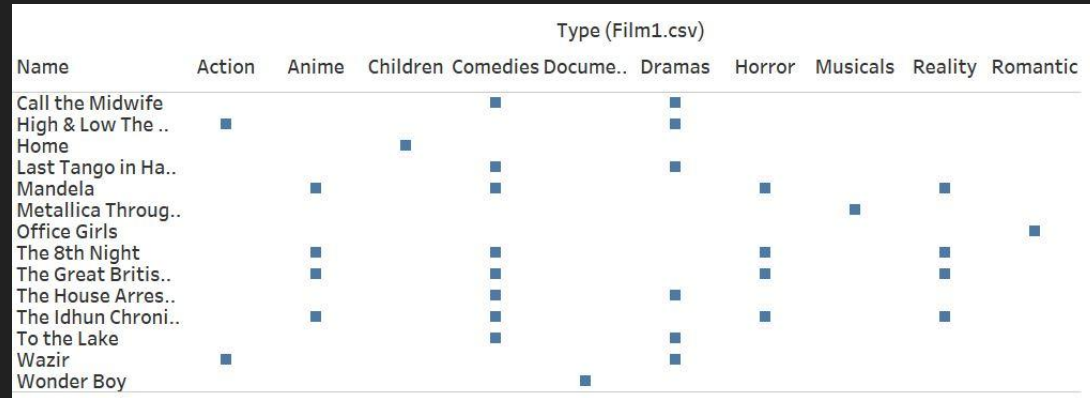 Type (Film1.csv)
Name Action Anime Children Comedies Docume.. Dramas Horror Musicals Reality Romantic
Call the Midwife
High & Low The ..
Home
Last Tango in Ha..
Mandela
Metallica Throug..
Office Girls
The 8th Night
The Great Britis..
The House Arres..
The Idhun Chroni..
To the Lake
Wazir
Wonder Boy